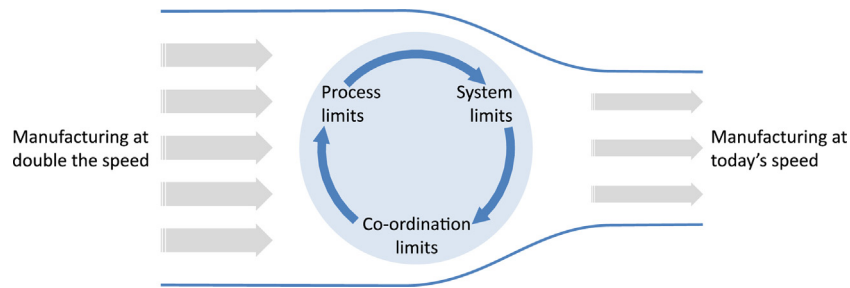 Manufacturing at
double the speed
Process
limits
System
limits
Co-ordination
limits
Manufacturing at
today's speed